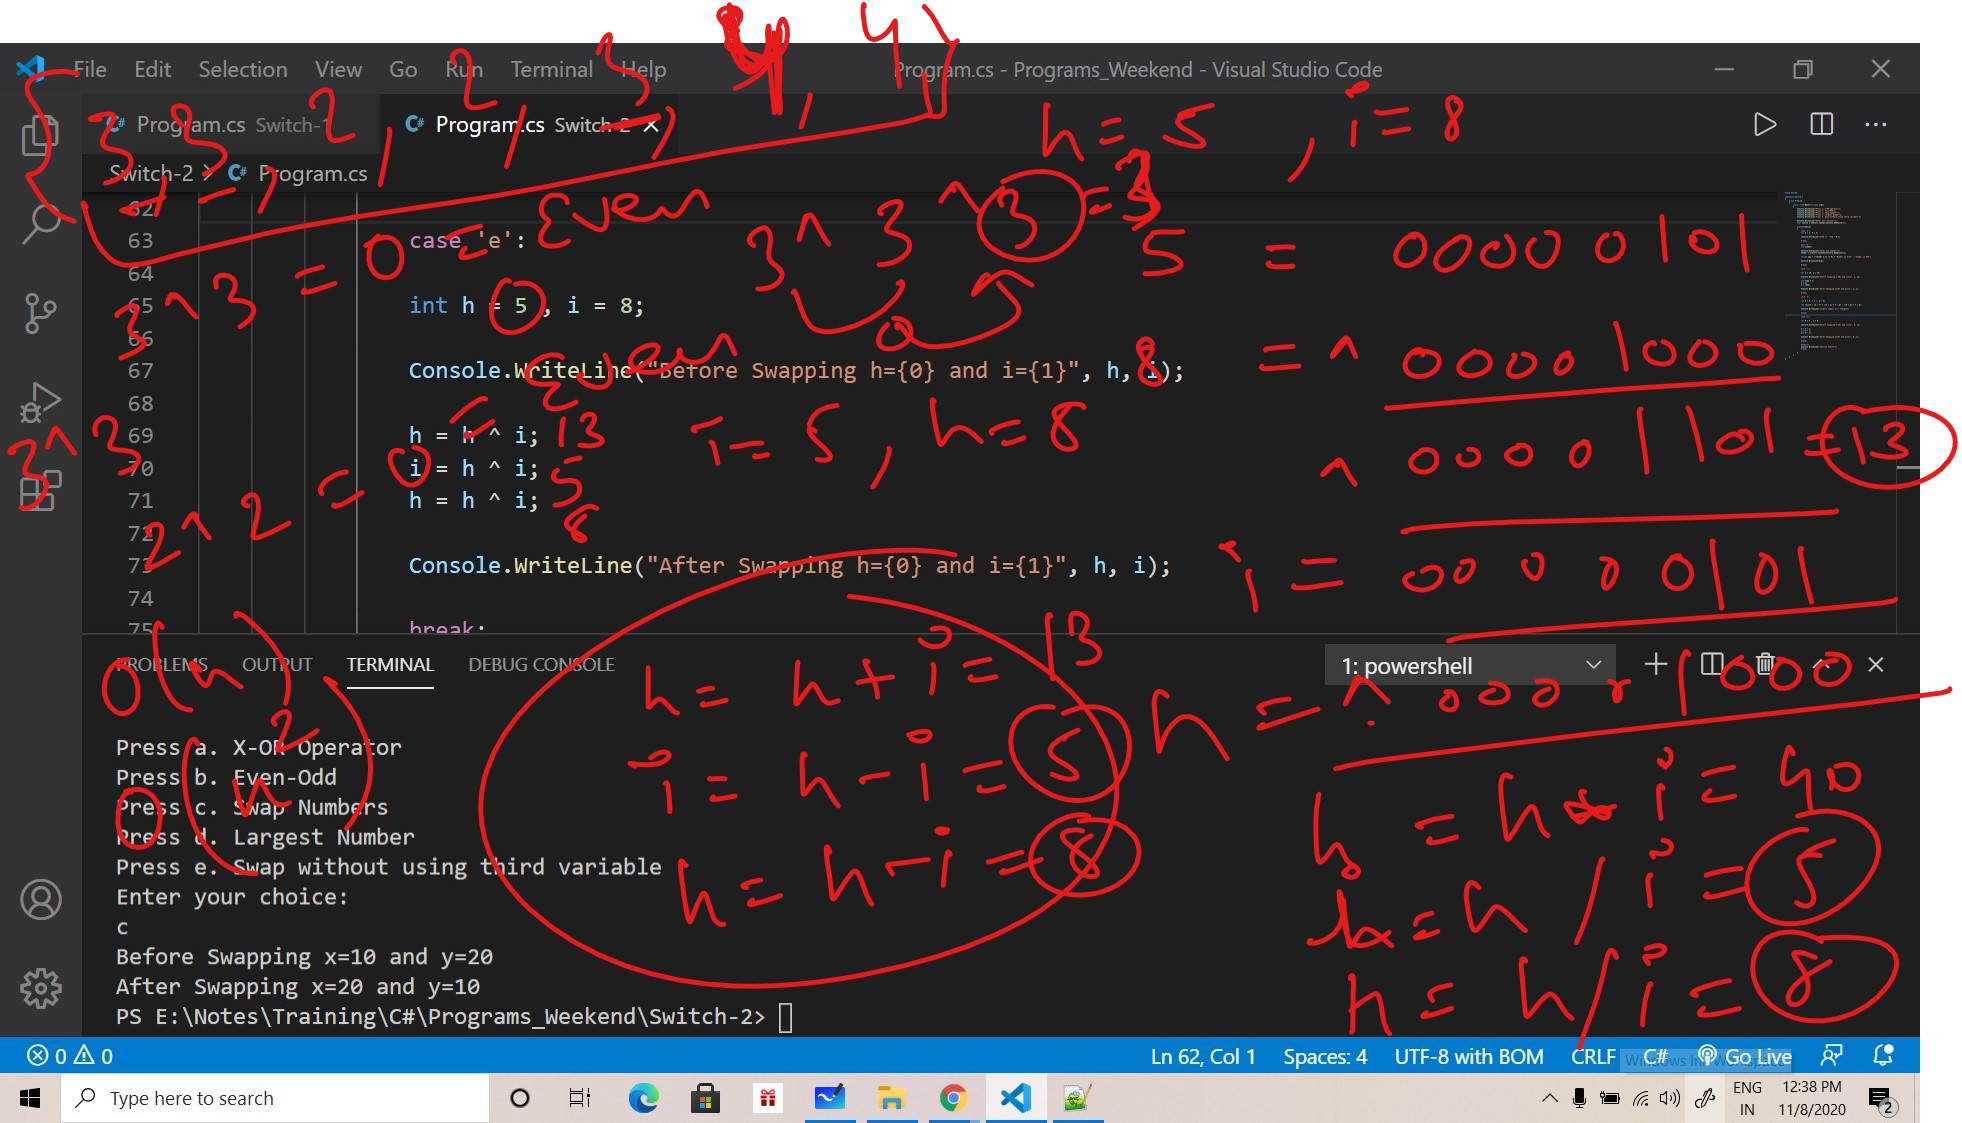 { 3, 3, 2, 2, 3, 4, 4}
File Edit Selection View Go Run Terminal Help
Program.cs - Programs_Weekend - Visual Studio Code
Program.cs Switch-1
Program.cs Switch-2
h = 5, i = 8
Switch-2 > Program.cs
62
= Even
3 ^ 3 ^ 3 = 3
63 case 'e':
5 = 0000 0101
64
3 ^ 3 = 0
65 int h = 5 , i = 8;
0
66
= Even
8 = ^ 0000 1000
67 Console.WriteLine("Before Swapping h={0} and i={1}", h, i);
68
i = 5, h = 8
0000 1101 = 13
69 h = h ^ i; 13
3 ^ 3
70 i = h ^ i; 5
71 h = h ^ i; 8
2 ^ 2 = 0
72
73 Console.WriteLine("After Swapping h={0} and i={1}", h, i);
i = 0000 0101
74
75 break;
PROBLEMS OUTPUT TERMINAL DEBUG CONSOLE
1: powershell
O(n)
h = h + i = 13
h = ^ 0000 1000
O(n2)
i = h - i = 5
h = h * i = 40
h = h - i = 8
= h / i = 5
h = h / i = 8
Press a. X-OR Operator
Press b. Even-Odd
Press c. Swap Numbers
Press d. Largest Number
Press e. Swap without using third variable
Enter your choice:
c
Before Swapping x=10 and y=20
After Swapping x=20 and y=10
PS E:\Notes\Training\C#\Programs_Weekend\Switch-2>
0 0 Ln 62, Col 1 Spaces: 4 UTF-8 with BOM CRLF C# Go Live
Windows Ink Workspace
Type here to search
ENG
IN
12:38 PM
11/8/2020
2